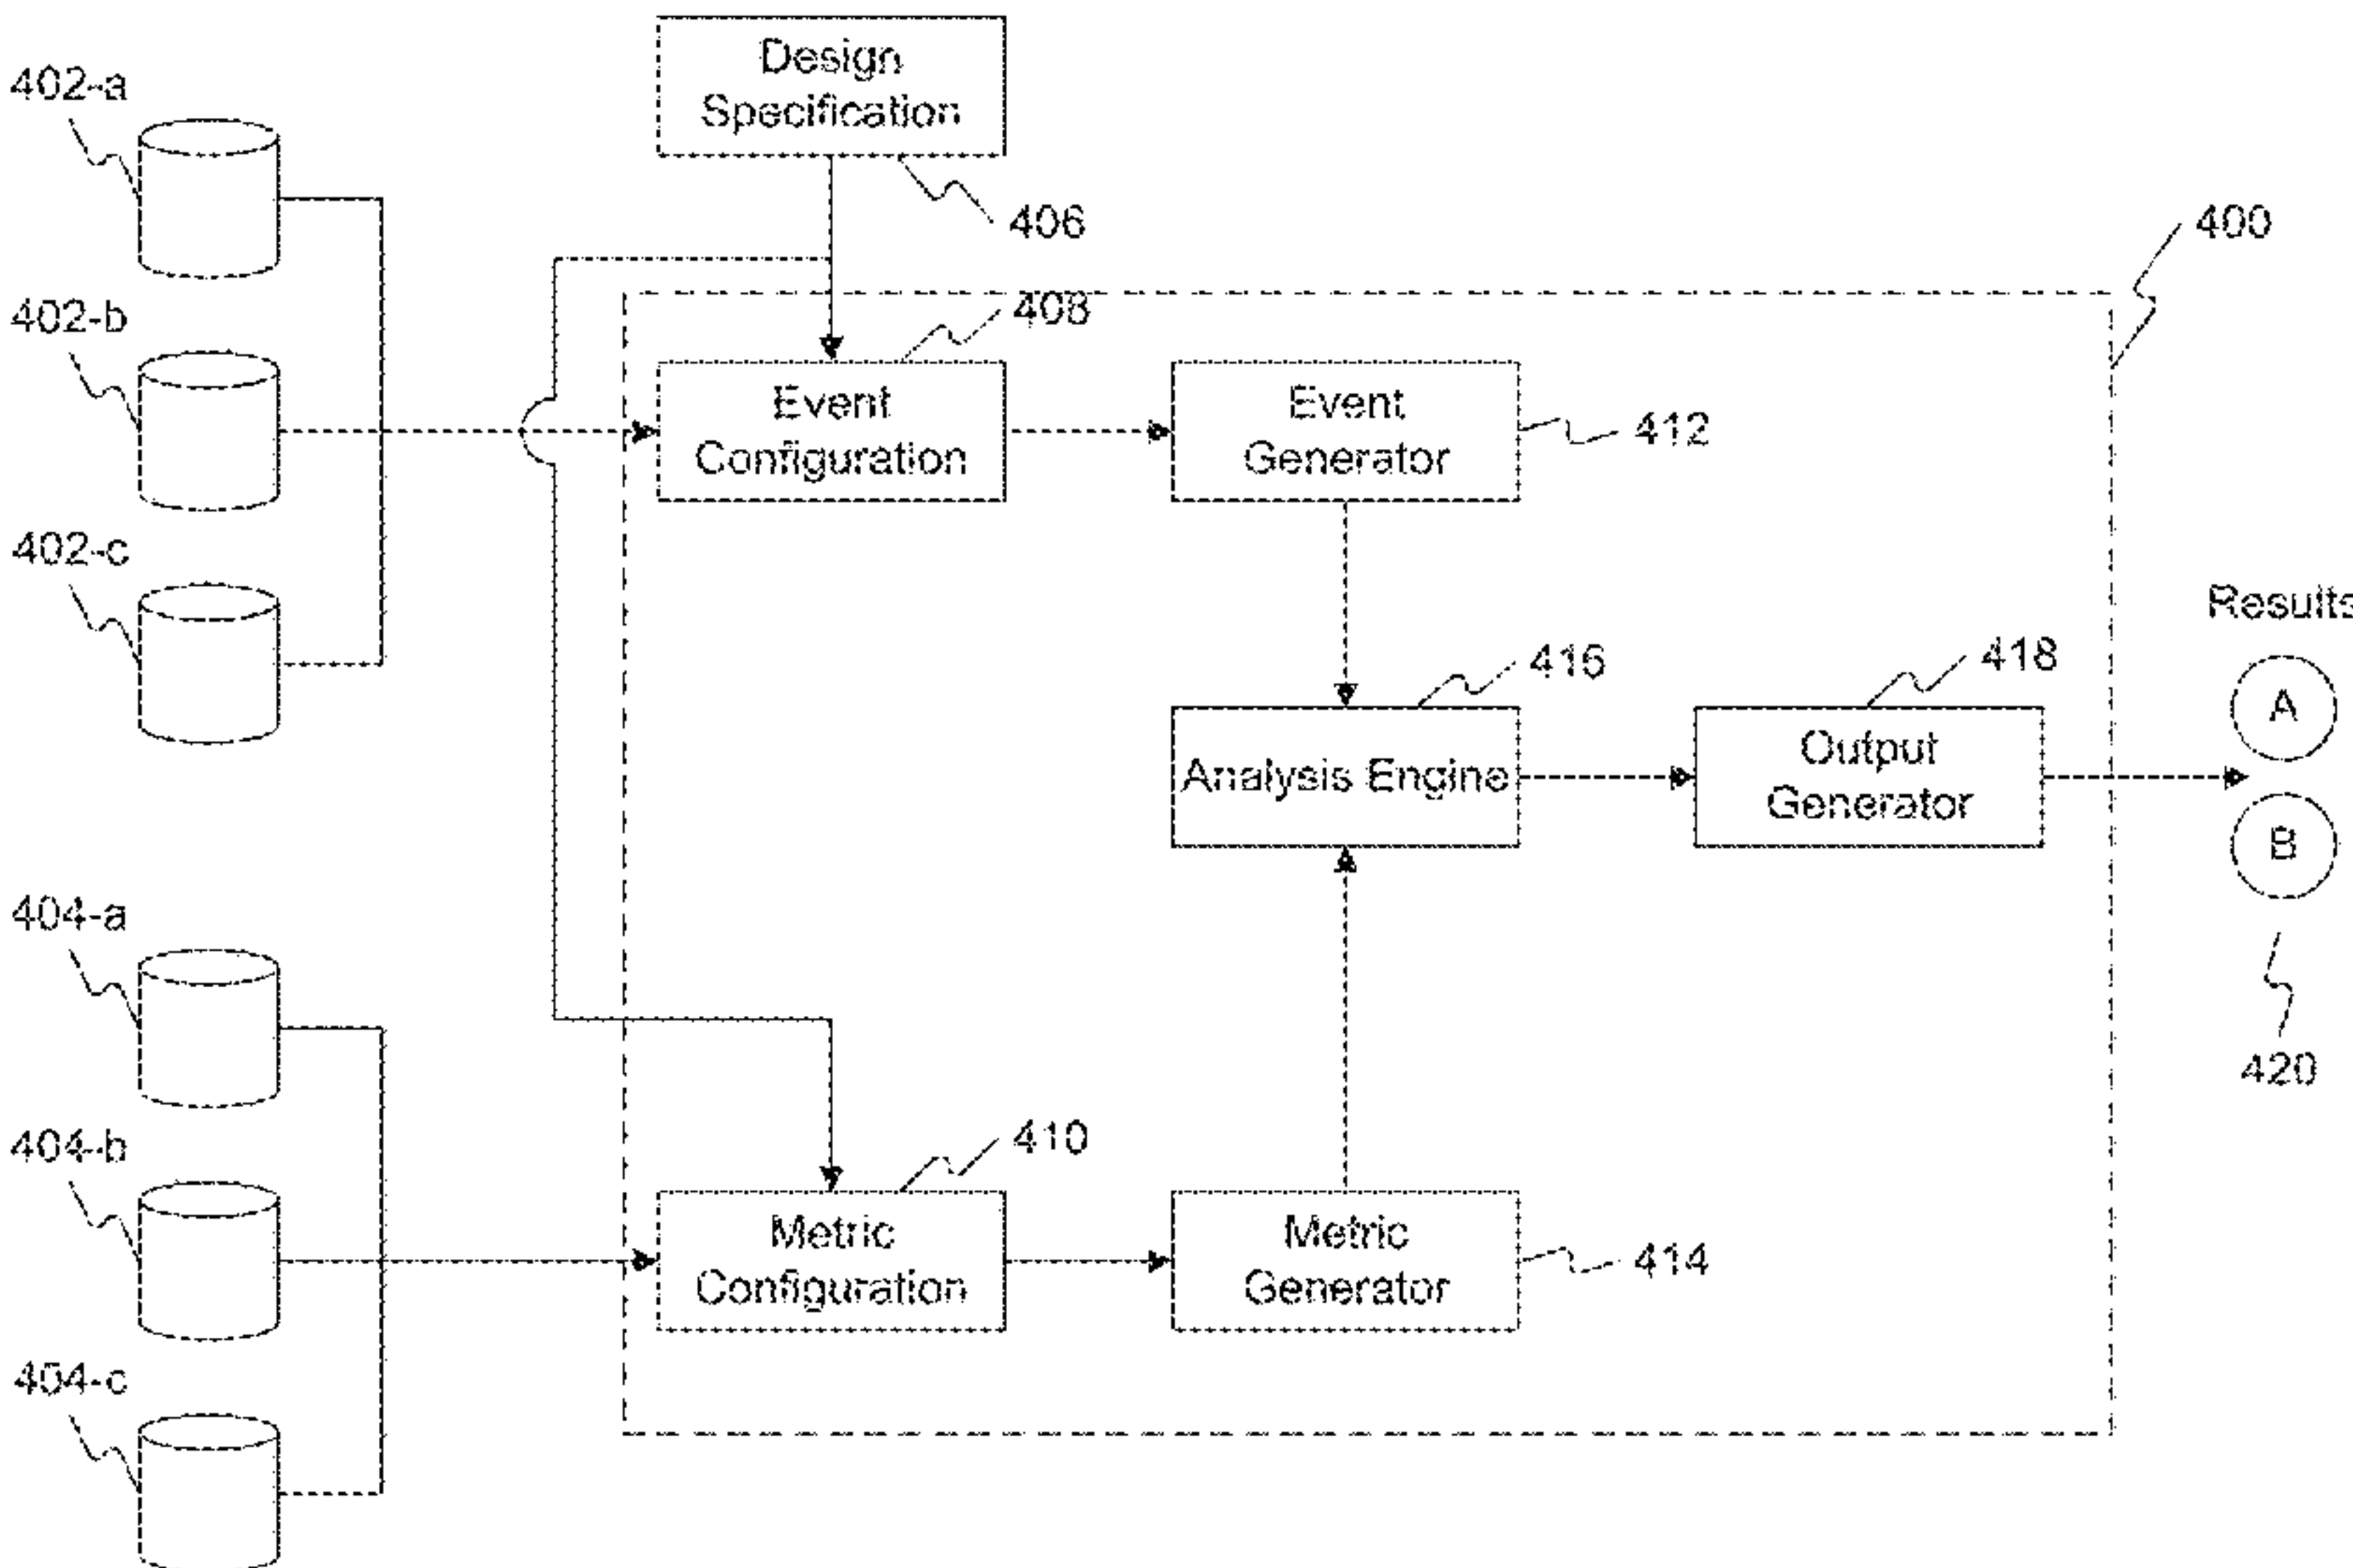 Design
Specification
402-a
406
400
402-b
408
Event
Configuration
Event
Generator
412
402-c
Results
416
418
A
Analysis Engine
Output
Generator
B
404-a
420
404-b
410
Metric
Configuration
Metric
Generator
414
404-c